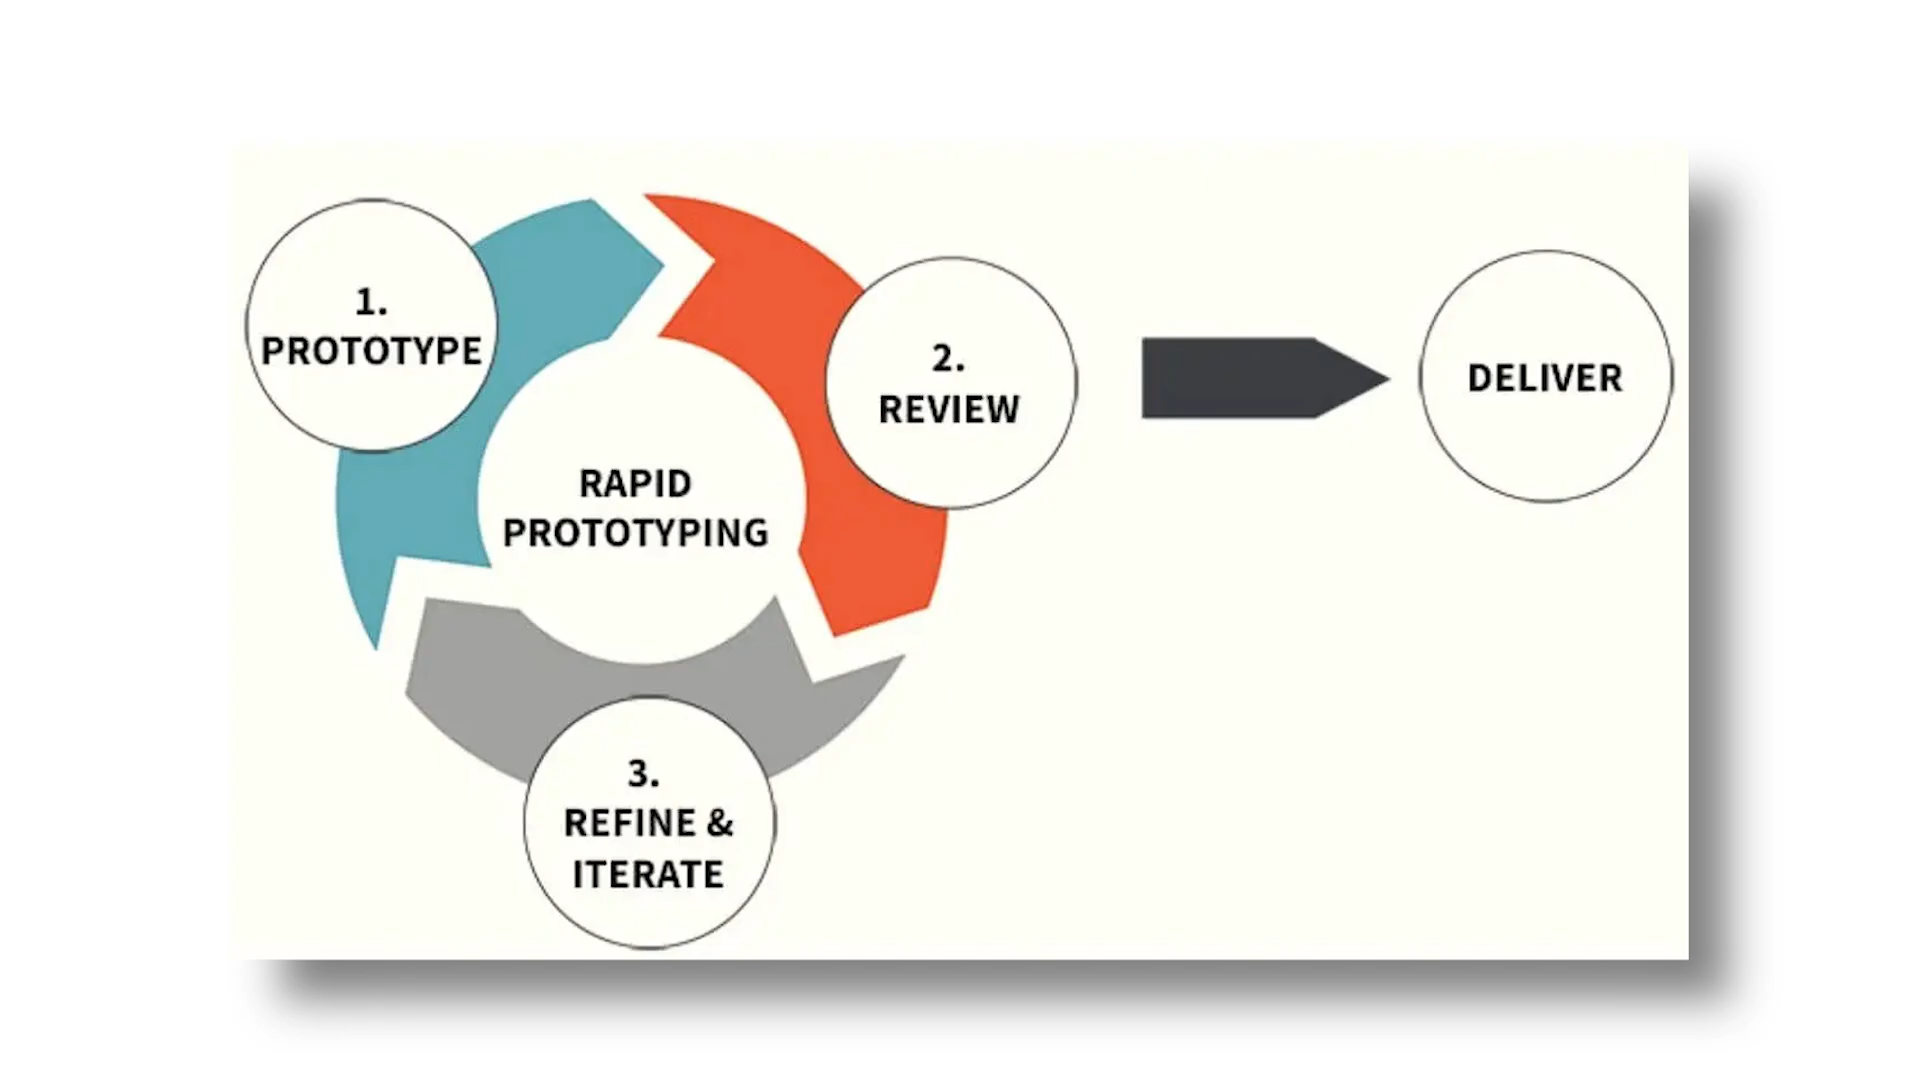 1.
PROTOTYPE
2.
REVIEW
DELIVER
RAPID
PROTOTYPING
3.
REFINE &
ITERATE